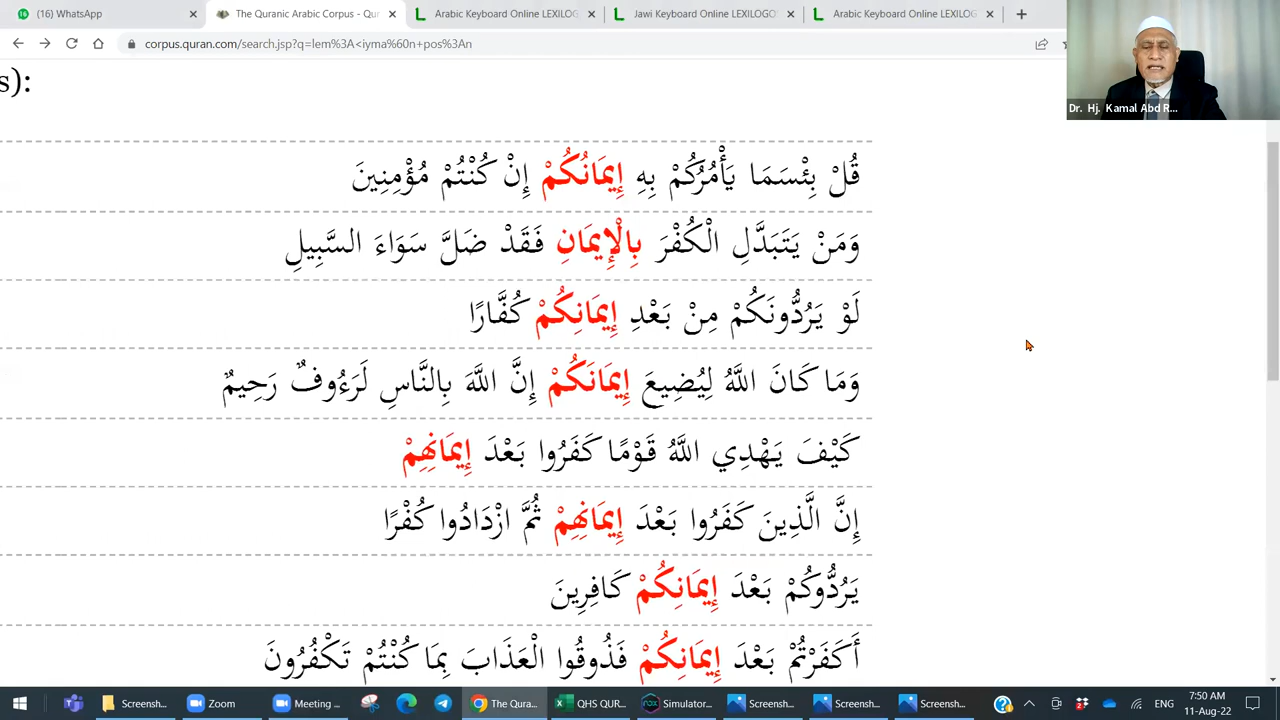 (16) WhatsApp
The Quranic Arabic Corpus - Qur
Arabic Keyboard Online LEXILOG
Jawi Keyboard Online LEXILOGO
Arabic Keyboard Online LEXILOG
corpus.quran.com/search.jsp?q=lem%3A<iyma%60n+pos%3An
Dr. Hj. Kamal Abd R...
s):
قُلْ بِئْسَمَا يَأْمُرُكُمْ بِهِ إِيمَانُكُمْ إِنْ كُنْتُمْ مُؤْمِنِينَ
وَمَنْ يَتَبَدَّلِ الْكُفْرَ بِالْإِيمَانِ فَقَدْ ضَلَّ سَوَاءَ السَّبِيلِ
لَوْ يَرُدُّونَكُمْ مِنْ بَعْدِ إِيمَانِكُمْ كُفَّارًا
وَمَا كَانَ اللَّهُ لِيُضِيعَ إِيمَانَكُمْ إِنَّ اللَّهَ بِالنَّاسِ لَرَءُوفٌ رَحِيمٌ
كَيْفَ يَهْدِي اللَّهُ قَوْمًا كَفَرُوا بَعْدَ إِيمَانِهِمْ
إِنَّ الَّذِينَ كَفَرُوا بَعْدَ إِيمَانِهِمْ ثُمَّ ازْدَادُوا كُفْرًا
يَرُدُّوكُمْ بَعْدَ إِيمَانِكُمْ كَافِرِينَ
أَكَفَرْتُمْ بَعْدَ إِيمَانِكُمْ فَذُوقُوا الْعَذَابَ بِمَا كُنْتُمْ تَكْفُرُونَ
Screensh...
Zoom
Meeting ...
The Qura...
QHS QUR...
Simulator...
Screensh...
Screensh...
Screensh...
ENG
7:50 AM
11-Aug-22